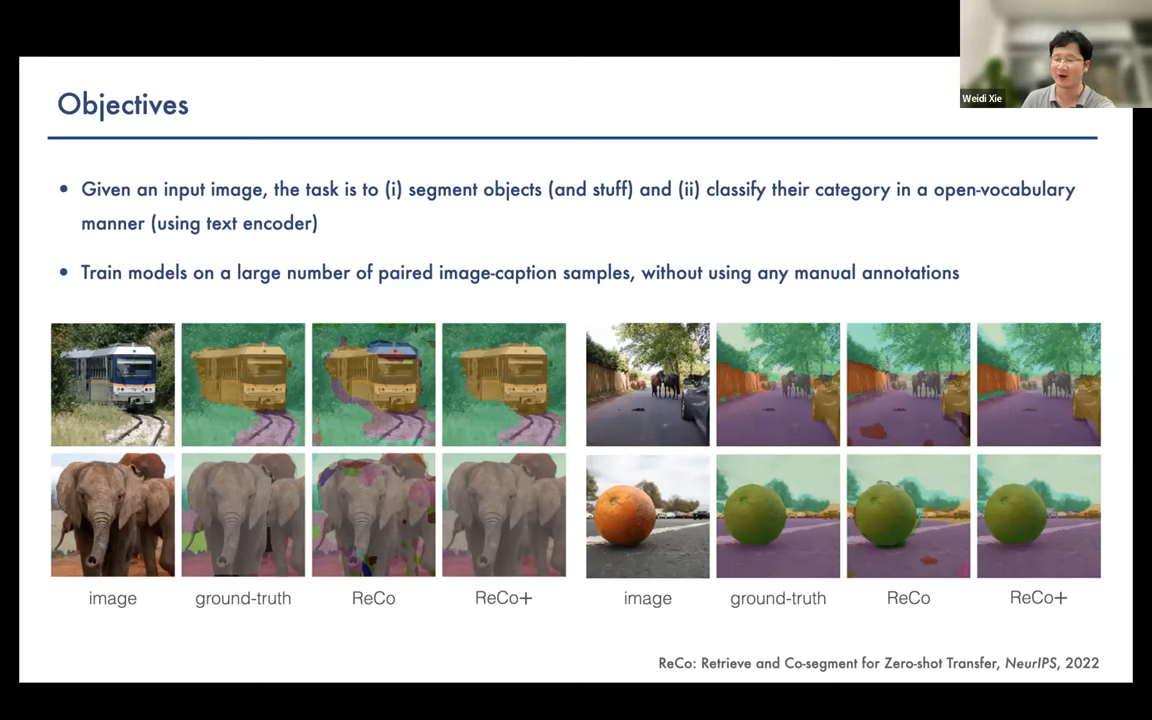 Weidi Xie
Objectives
• Given an input image, the task is to (i) segment objects (and stuff) and (ii) classify their category in a open-vocabulary
manner (using text encoder)
• Train models on a large number of paired image-caption samples, without using any manual annotations
image ground-truth ReCo ReCo+ image ground-truth ReCo ReCo+
ReCo: Retrieve and Co-segment for Zero-shot Transfer, NeurIPS, 2022